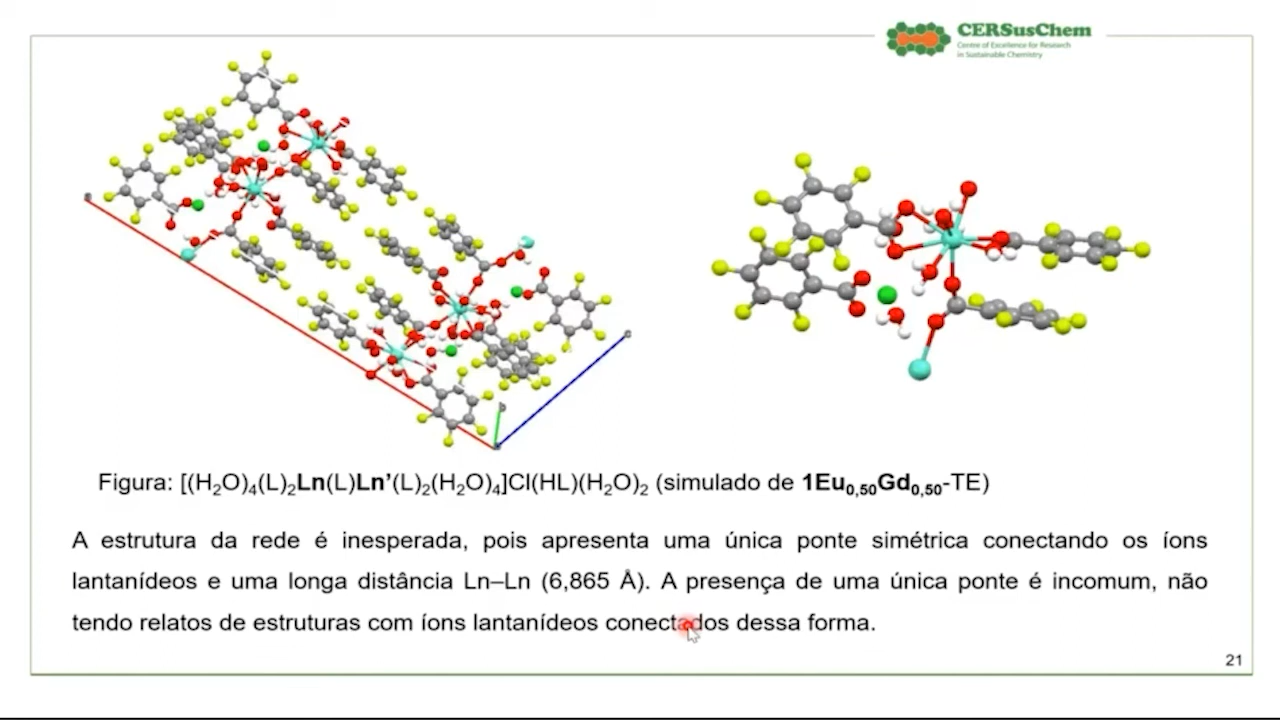 CERSusChem
Centre of Excellence for Research
in Sustainable Chemistry
Figura: [(H₂O)₄(L)₂Ln(L)Ln’(L)₂(H₂O)₄]Cl(HL)(H₂O)₂ (simulado de 1Eu₀,₅₀Gd₀,₅₀-TE)
A estrutura da rede é inesperada, pois apresenta uma única ponte simétrica conectando os íons
lantanídeos e uma longa distância Ln–Ln (6,865 Å). A presença de uma única ponte é incomum, não
tendo relatos de estruturas com íons lantanídeos conectados dessa forma.
21